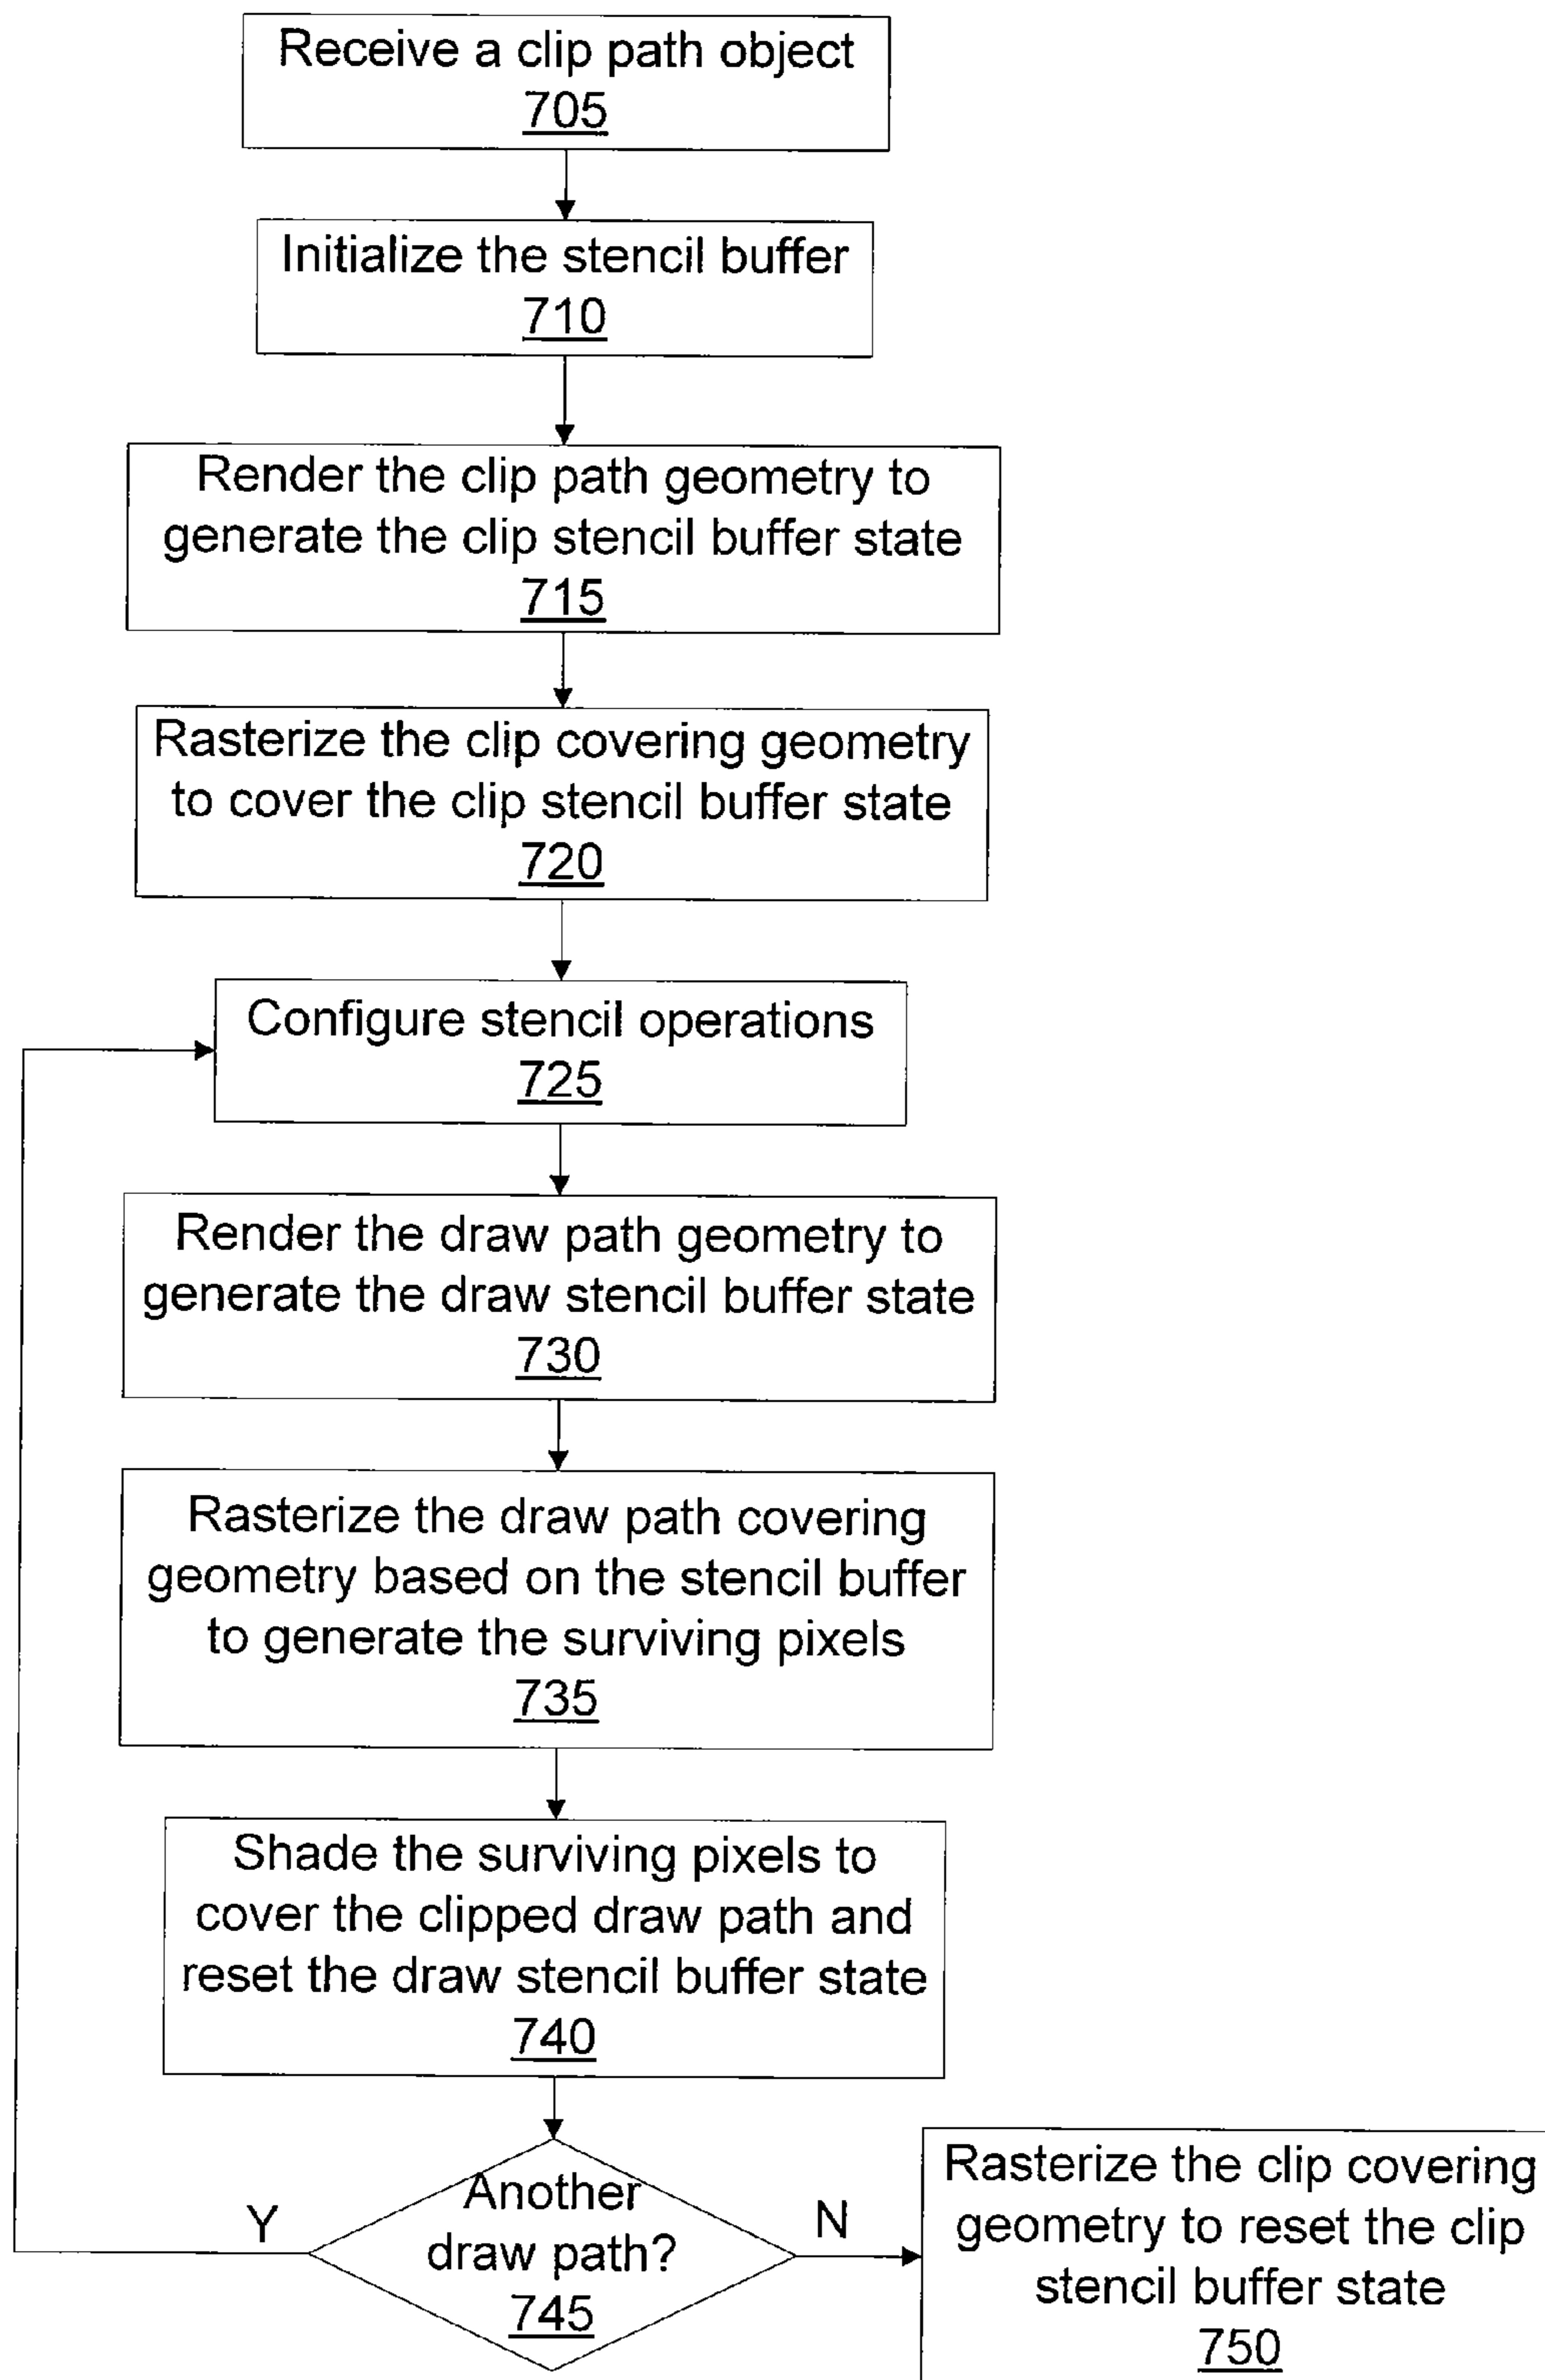 Receive a clip path object
705
Initialize the stencil buffer
710
Render the clip path geometry to
generate the clip stencil buffer state
715
Rasterize the clip covering geometry
to cover the clip stencil buffer state
720
Configure stencil operations
725
Render the draw path geometry to
generate the draw stencil buffer state
730
Rasterize the draw path covering
geometry based on the stencil buffer
to generate the surviving pixels
735
Shade the surviving pixels to
cover the clipped draw path and
reset the draw stencil buffer state
740
Another
draw path?
745
Y
N
Rasterize the clip covering
geometry to reset the clip
stencil buffer state
750